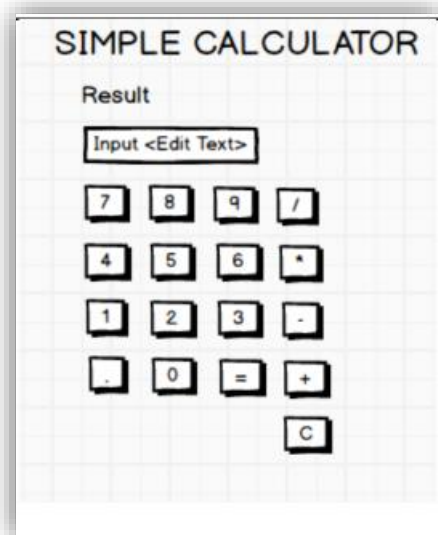 SIMPLE CALCULATOR
Result
Input <Edit Text>
7 8 9 /
4 5 6 *
1 2 3 -
. 0 = +
C